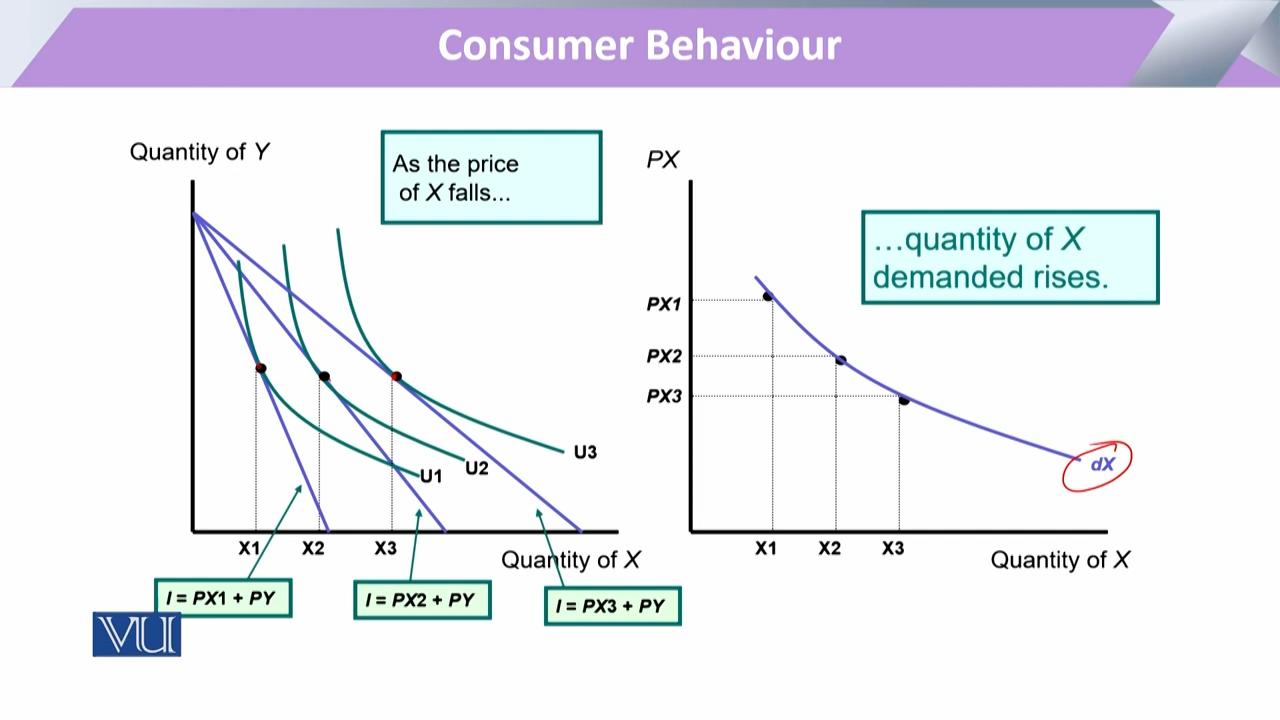 Consumer Behaviour
Quantity of Y
As the price
of X falls...
U3
U2
U1
X1
X2
X3
Quantity of X
I = PX1 + PY
I = PX2 + PY
I = PX3 + PY
PX
…quantity of X
demanded rises.
PX1
PX2
PX3
dX
X1
X2
X3
Quantity of X
VU